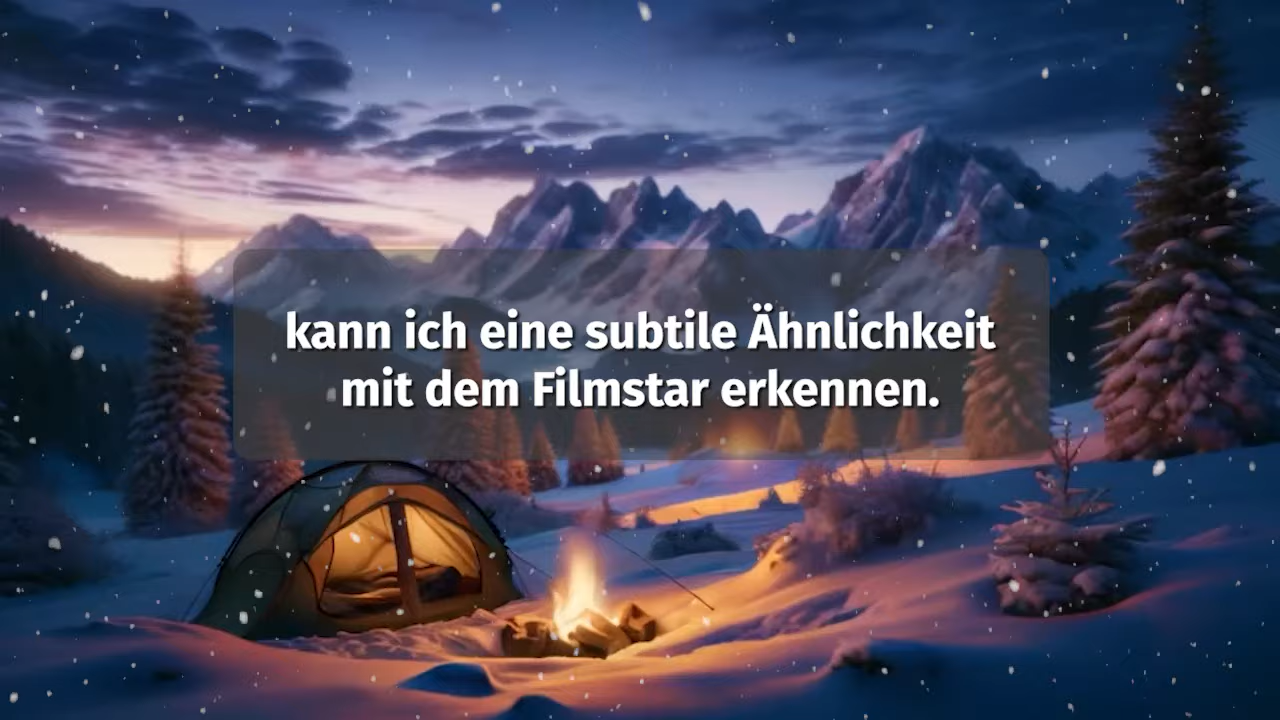 kann ich eine subtile Ähnlichkeit
mit dem Filmstar erkennen.